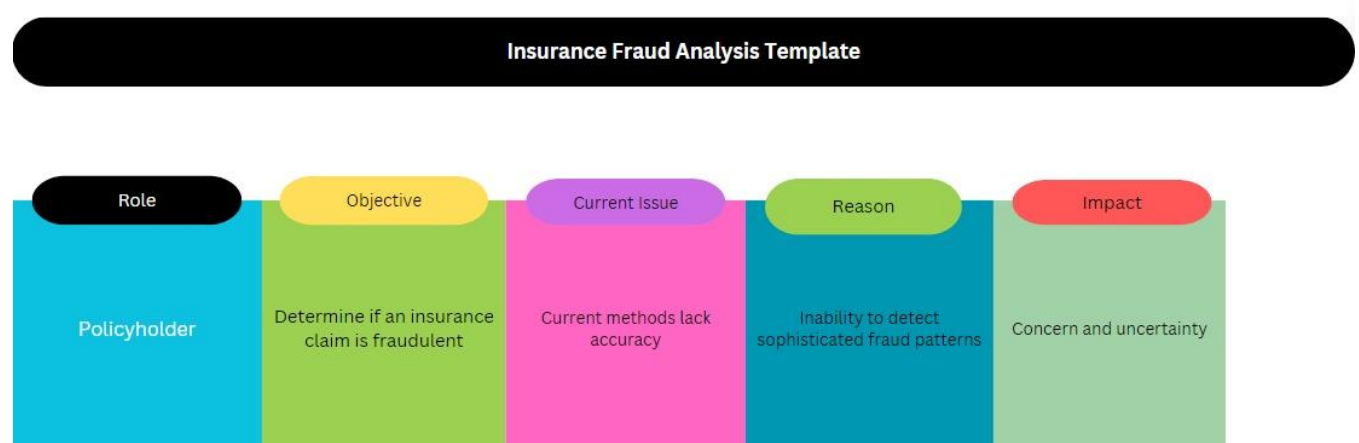 Insurance Fraud Analysis Template
Role
Objective
Current Issue
Reason
Impact
Policyholder
Determine if an insurance
claim is fraudulent
Current methods lack
accuracy
Inability to detect
sophisticated fraud patterns
Concern and uncertainty